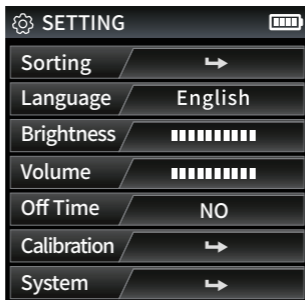 SETTING
Sorting
Language English
Brightness
Volume
Off Time NO
Calibration
System